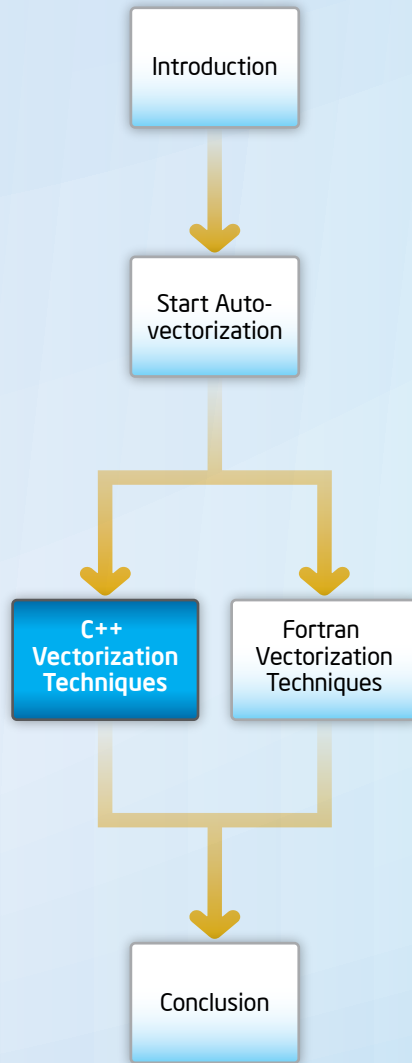 Introduction
Start Auto-
vectorization
C++
Vectorization
Techniques
Fortran
Vectorization
Techniques
Conclusion